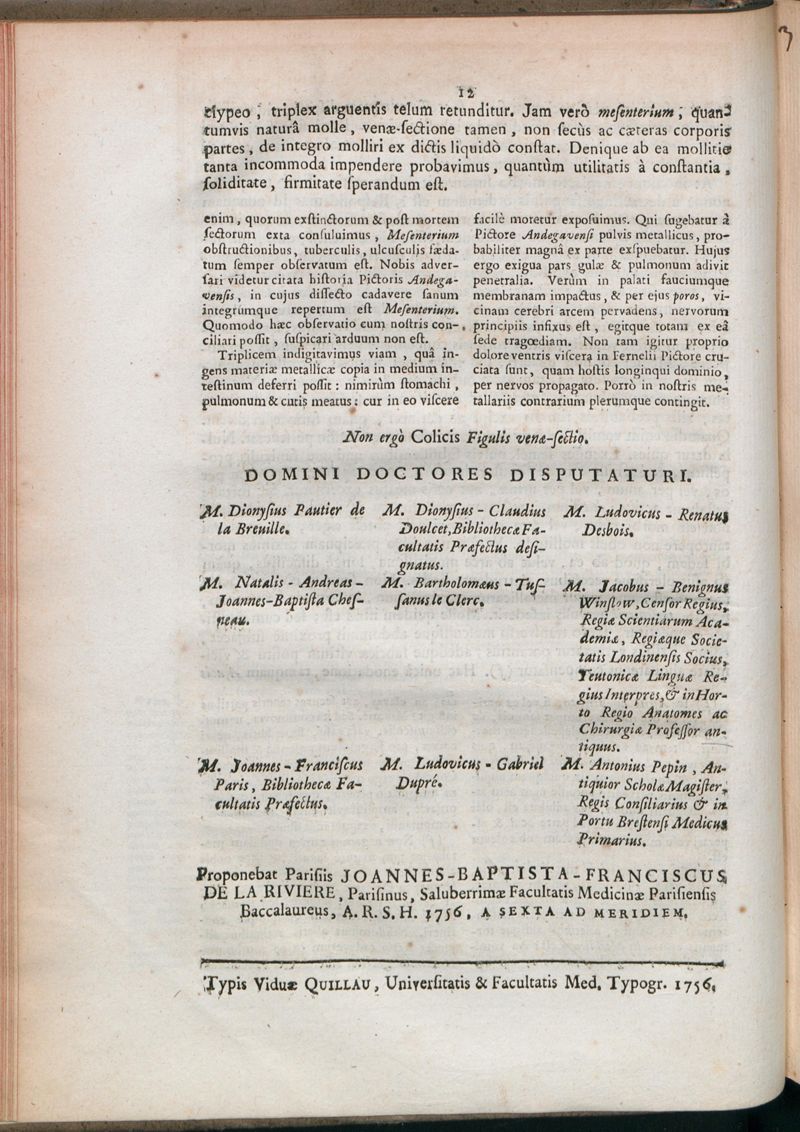 12
clypeo, triplex arguentis telum retunditur. Jam verò mesenterium, quan-
tumvis naturâ molle, venæ-sectione tamen, non secùs ac cæteras corporis
partes, de integro molliri ex dictis liquidò constat. Denique ab ea mollitie
tanta incommoda impendere probavimus, quantùm utilitatis à constantia,
soliditate, firmitate sperandum est.
enim, quorum exstinctorum & post mortem
sectorum exta consuluimus, Mesenterium
obstructionibus, tuberculis, ulcusculis fæda-
tum semper observatum est. Nobis adver-
sari videtur citata historia Pictoris Andega-
vensis, in cujus dissecto cadavere sanum
integrumque repertum est Mesenterium.
Quomodo hæc observatio cum nostris con-
ciliari possit, suspicari arduum non est.
Triplicem indigitavimus viam, quâ in-
gens materiæ metallicæ copia in medium in-
testinum deferri possit: nimirùm stomachi,
pulmonum & cutis meatus: cur in eo viscere
facilè moretur exposuimus. Qui sugebatur à
Pictore Andegavensi pulvis metallicus, pro-
babiliter magnâ ex parte exspuebatur. Hujus
ergo exigua pars gulæ & pulmonum adivit
penetralia. Verùm in palati fauciumque
membranam impactus, & per ejus poros, vi-
cinam cerebri arcem pervadens, nervorum
principiis infixus est, egitque totam ex eâ
sede tragœdiam. Non tam igitur proprio
dolore ventris viscera in Fernelii Pictore cru-
ciata sunt, quam hostis longinqui dominio,
per nervos propagato. Porrò in nostris me-
tallariis contrarium plerumque contingit.
Non ergò Colicis Figulis venæ-sectio.
DOMINI DOCTORES DISPUTATURI.
M. Dionysius Pautier de
la Breuille.
M. Dionysius-Claudius
Doulcet, Bibliothecæ Fa-
cultatis Præfectus desi-
gnatus.
M. Ludovicus-Renatus
Desbois.
M. Natalis-Andreas-
Joannes-Baptista Ches-
neau.
M. Bartholomæus-Tus-
sanus le Clerc.
M. Jacobus-Benignus
Winslow, Censor Regius,
Regiæ Scientiarum Aca-
demiæ, Regiæque Socie-
tatis Londinensis Socius,
Teutonicæ Linguæ Re-
gius Interpres, & in Hor-
to Regio Anatomes ac
Chirurgiæ Professor an-
tiquus.
M. Joannes-Franciscus
Paris, Bibliothecæ Fa-
cultatis Præfectus.
M. Ludovicus-Gabriel
Dupré.
M. Antonius Pepin, An-
tiquior Scholæ Magister,
Regis Consiliarius & in
Portu Brestensi Medicus
Primarius.
Proponebat Parisiis JOANNES-BAPTISTA-FRANCISCUS
DE LA RIVIERE, Parisinus, Saluberrimæ Facultatis Medicinæ Parisiensis
Baccalaureus, A. R. S. H. 1756, A SEXTA AD MERIDIEM.
Typis Viduæ QUILLAU, Universitatis & Facultatis Med. Typogr. 1756.
3